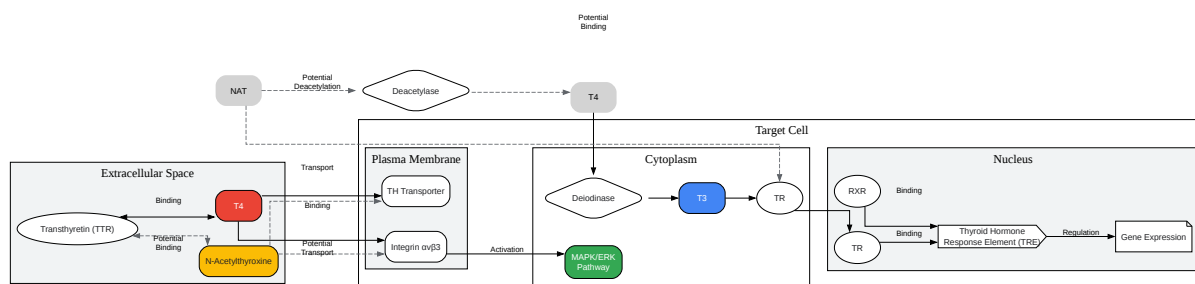 Potential
Binding
NAT
Potential
Deacetylation
Deacetylase
T4
Target Cell
Extracellular Space
Plasma Membrane
Cytoplasm
Nucleus
Transport
TH Transporter
Binding
T4
Binding
Transthyretin (TTR)
Potential
Binding
N-Acetylthyroxine
Potential
Transport
Integrin αvβ3
Activation
Deiodinase
T3
TR
MAPK/ERK
Pathway
RXR
Binding
TR
Binding
Thyroid Hormone
Response Element (TRE)
Regulation
Gene Expression